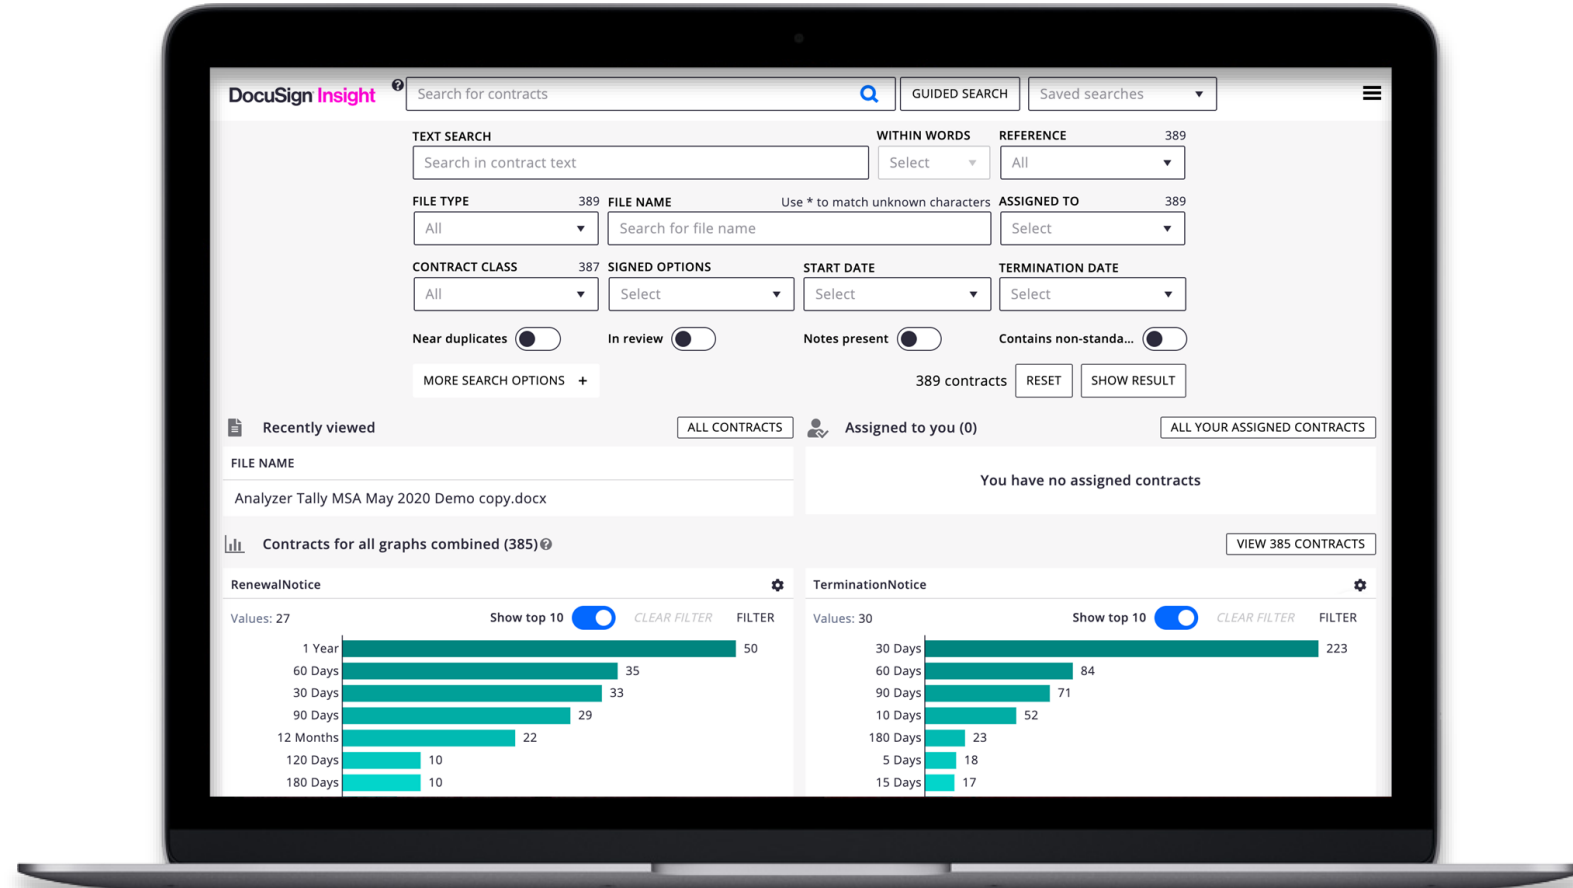 DocuSign Insight
Search for contracts
GUIDED SEARCH
Saved searches
TEXT SEARCH
WITHIN WORDS
REFERENCE 389
Search in contract text
Select
All
FILE TYPE 389
FILE NAME Use * to match unknown characters
ASSIGNED TO 389
All
Search for file name
Select
CONTRACT CLASS 387
SIGNED OPTIONS
START DATE
TERMINATION DATE
All
Select
Select
Select
Near duplicates
In review
Notes present
Contains non-standa...
MORE SEARCH OPTIONS +
389 contracts
RESET
SHOW RESULT
Recently viewed
ALL CONTRACTS
FILE NAME
Analyzer Tally MSA May 2020 Demo copy.docx
Assigned to you (0)
ALL YOUR ASSIGNED CONTRACTS
You have no assigned contracts
Contracts for all graphs combined (385)
VIEW 385 CONTRACTS
RenewalNotice
Values: 27
Show top 10
CLEAR FILTER
FILTER
1 Year 50
60 Days 35
30 Days 33
90 Days 29
12 Months 22
120 Days 10
180 Days 10
TerminationNotice
Values: 30
Show top 10
CLEAR FILTER
FILTER
30 Days 223
60 Days 84
90 Days 71
10 Days 52
180 Days 23
5 Days 18
15 Days 17